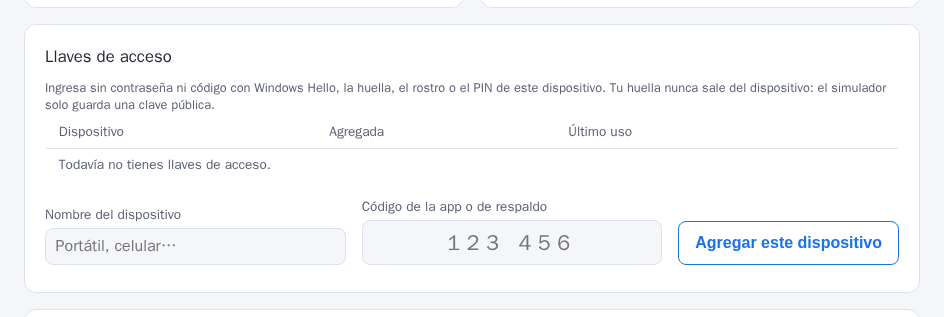 Llaves de acceso
Ingresa sin contraseña ni código con Windows Hello, la huella, el rostro o el PIN de este dispositivo. Tu huella nunca sale del dispositivo: el simulador
solo guarda una clave pública.
Dispositivo Agregada Último uso
Todavía no tienes llaves de acceso.
Nombre del dispositivo
Portátil, celular…
Código de la app o de respaldo
123 456
Agregar este dispositivo